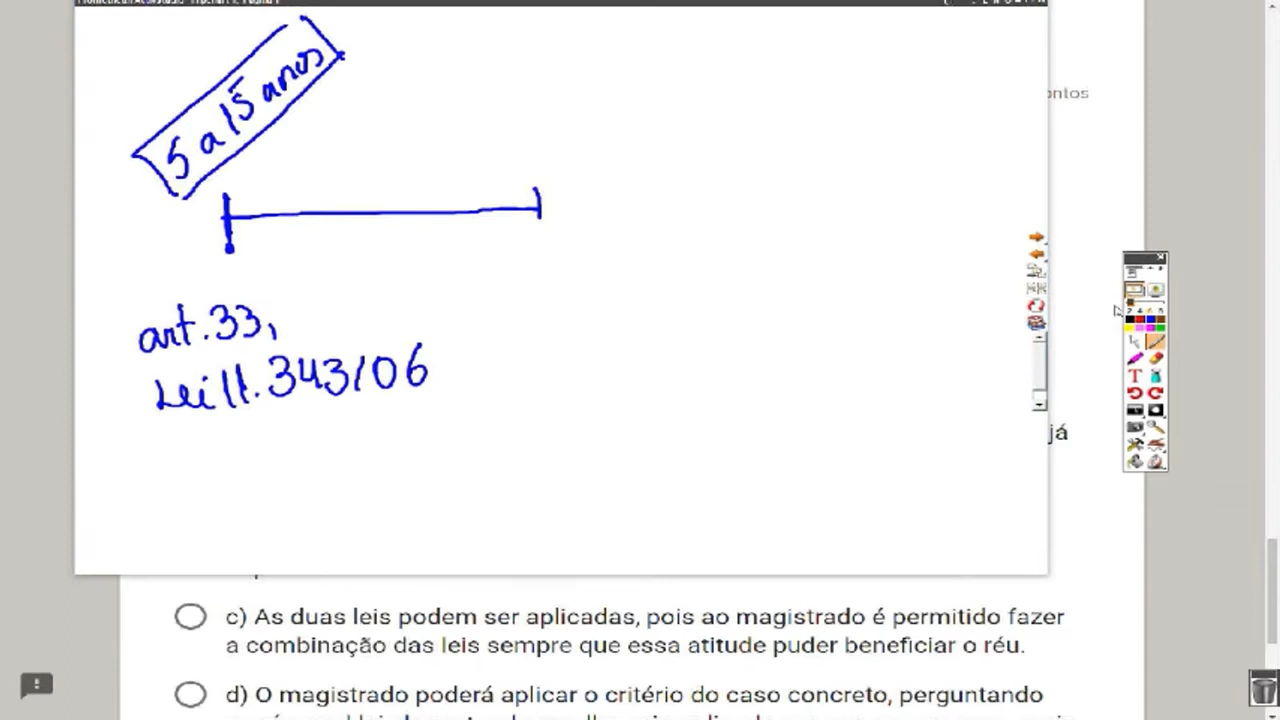 5 a 15 anos
ontos
art. 33,
Lei 11.343/06
já
c) As duas leis podem ser aplicadas, pois ao magistrado é permitido fazer
a combinação das leis sempre que essa atitude puder beneficiar o réu.
d) O magistrado poderá aplicar o critério do caso concreto, perguntando